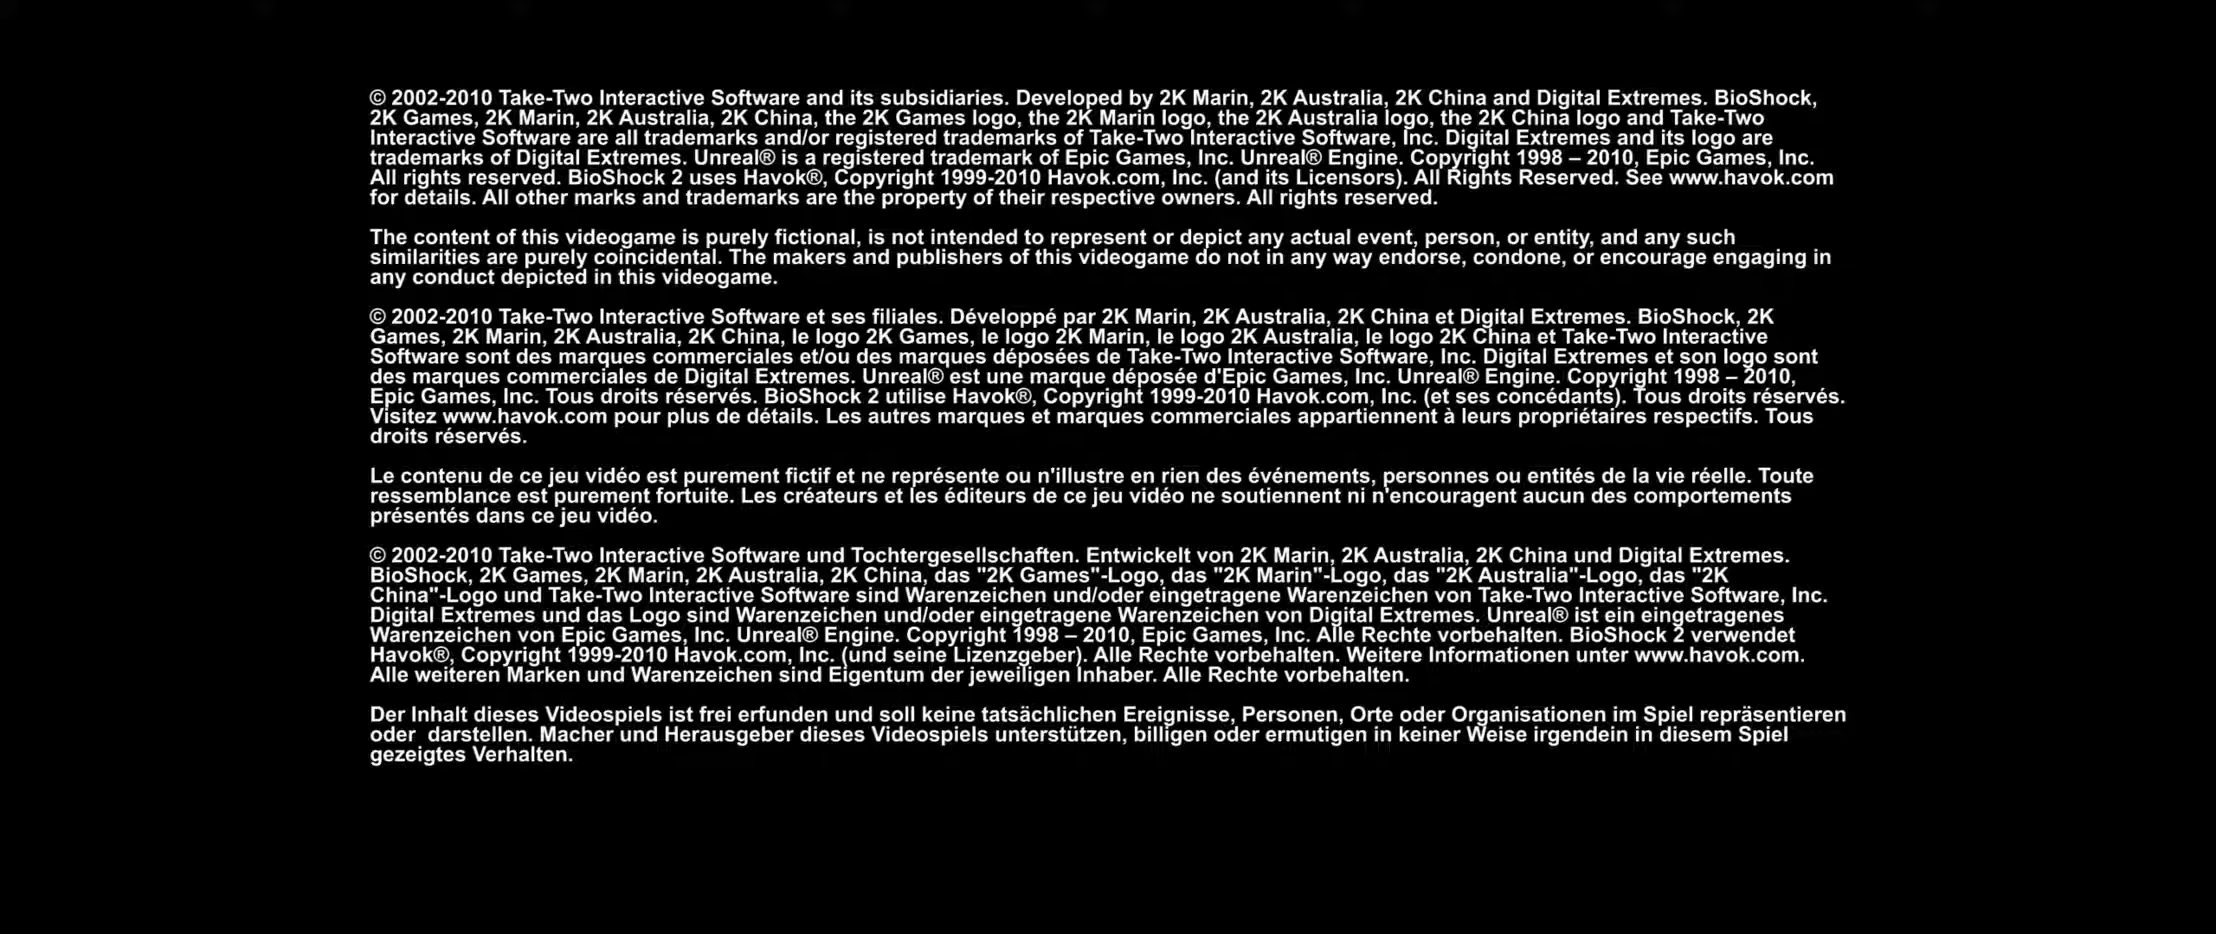 © 2002-2010 Take-Two Interactive Software and its subsidiaries. Developed by 2K Marin, 2K Australia, 2K China and Digital Extremes. BioShock,
2K Games, 2K Marin, 2K Australia, 2K China, the 2K Games logo, the 2K Marin logo, the 2K Australia logo, the 2K China logo and Take-Two
Interactive Software are all trademarks and/or registered trademarks of Take-Two Interactive Software, Inc. Digital Extremes and its logo are
trademarks of Digital Extremes. Unreal® is a registered trademark of Epic Games, Inc. Unreal® Engine. Copyright 1998 – 2010, Epic Games, Inc.
All rights reserved. BioShock 2 uses Havok®, Copyright 1999-2010 Havok.com, Inc. (and its Licensors). All Rights Reserved. See www.havok.com
for details. All other marks and trademarks are the property of their respective owners. All rights reserved.
The content of this videogame is purely fictional, is not intended to represent or depict any actual event, person, or entity, and any such
similarities are purely coincidental. The makers and publishers of this videogame do not in any way endorse, condone, or encourage engaging in
any conduct depicted in this videogame.
© 2002-2010 Take-Two Interactive Software et ses filiales. Développé par 2K Marin, 2K Australia, 2K China et Digital Extremes. BioShock, 2K
Games, 2K Marin, 2K Australia, 2K China, le logo 2K Games, le logo 2K Marin, le logo 2K Australia, le logo 2K China et Take-Two Interactive
Software sont des marques commerciales et/ou des marques déposées de Take-Two Interactive Software, Inc. Digital Extremes et son logo sont
des marques commerciales de Digital Extremes. Unreal® est une marque déposée d'Epic Games, Inc. Unreal® Engine. Copyright 1998 – 2010,
Epic Games, Inc. Tous droits réservés. BioShock 2 utilise Havok®, Copyright 1999-2010 Havok.com, Inc. (et ses concédants). Tous droits réservés.
Visitez www.havok.com pour plus de détails. Les autres marques et marques commerciales appartiennent à leurs propriétaires respectifs. Tous
droits réservés.
Le contenu de ce jeu vidéo est purement fictif et ne représente ou n'illustre en rien des événements, personnes ou entités de la vie réelle. Toute
ressemblance est purement fortuite. Les créateurs et les éditeurs de ce jeu vidéo ne soutiennent ni n'encouragent aucun des comportements
présentés dans ce jeu vidéo.
© 2002-2010 Take-Two Interactive Software und Tochtergesellschaften. Entwickelt von 2K Marin, 2K Australia, 2K China und Digital Extremes.
BioShock, 2K Games, 2K Marin, 2K Australia, 2K China, das "2K Games"-Logo, das "2K Marin"-Logo, das "2K Australia"-Logo, das "2K
China"-Logo und Take-Two Interactive Software sind Warenzeichen und/oder eingetragene Warenzeichen von Take-Two Interactive Software, Inc.
Digital Extremes und das Logo sind Warenzeichen und/oder eingetragene Warenzeichen von Digital Extremes. Unreal® ist ein eingetragenes
Warenzeichen von Epic Games, Inc. Unreal® Engine. Copyright 1998 – 2010, Epic Games, Inc. Alle Rechte vorbehalten. BioShock 2 verwendet
Havok®, Copyright 1999-2010 Havok.com, Inc. (und seine Lizenzgeber). Alle Rechte vorbehalten. Weitere Informationen unter www.havok.com.
Alle weiteren Marken und Warenzeichen sind Eigentum der jeweiligen Inhaber. Alle Rechte vorbehalten.
Der Inhalt dieses Videospiels ist frei erfunden und soll keine tatsächlichen Ereignisse, Personen, Orte oder Organisationen im Spiel repräsentieren
oder  darstellen. Macher und Herausgeber dieses Videospiels unterstützen, billigen oder ermutigen in keiner Weise irgendein in diesem Spiel
gezeigtes Verhalten.